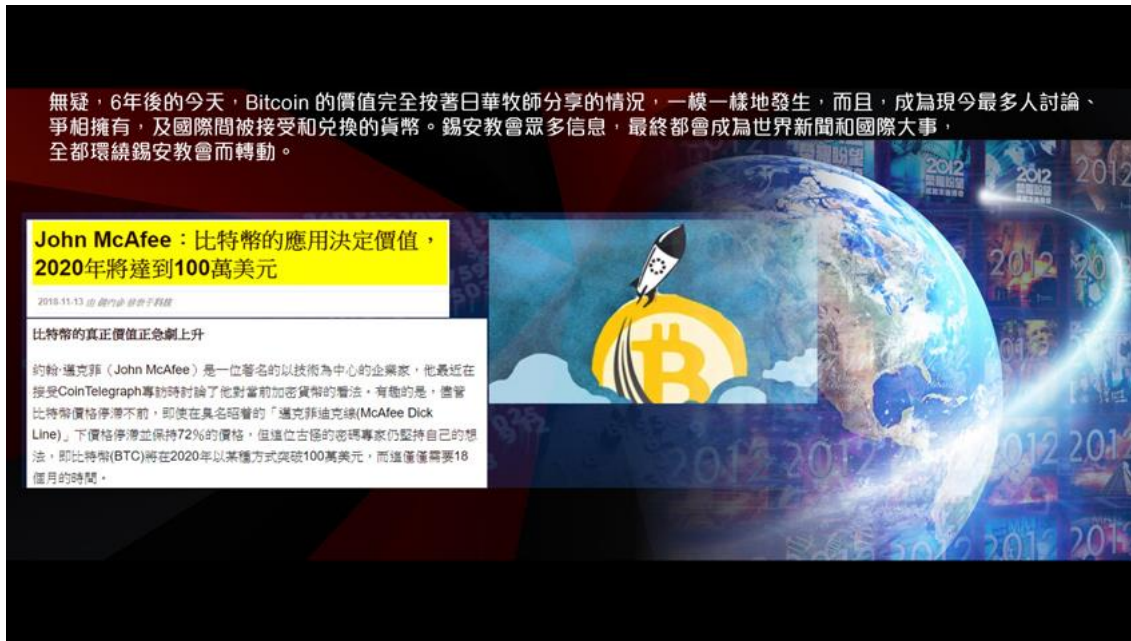 無疑，6年後的今天，Bitcoin 的價值完全按著日華牧師分享的情況，一模一樣地發生，而且，成為現今最多人討論、
爭相擁有，及國際間被接受和兌換的貨幣。錫安教會眾多信息，最終都會成為世界新聞和國際大事，
全都環繞錫安教會而轉動。
John McAfee：比特幣的應用決定價值，
2020年將達到100萬美元
2018-11-13 由
比特幣的真正價值正急劇上升
約翰·邁克菲（John McAfee）是一位著名的以技術為中心的企業家，他最近在
接受CoinTelegraph專訪時討論了他對當前加密貨幣的看法。有趣的是，儘管
比特幣價格停滯不前，即使在臭名昭着的「邁克菲迪克線(McAfee Dick
Line)」下價格停滯並保持72％的價格，但這位古怪的密碼專家仍堅持自己的想
法，即比特幣(BTC)將在2020年以某種方式突破100萬美元，而這僅僅需要18
個月的時間。
2012
2012
2012
2012
2012
2012
2012
2012